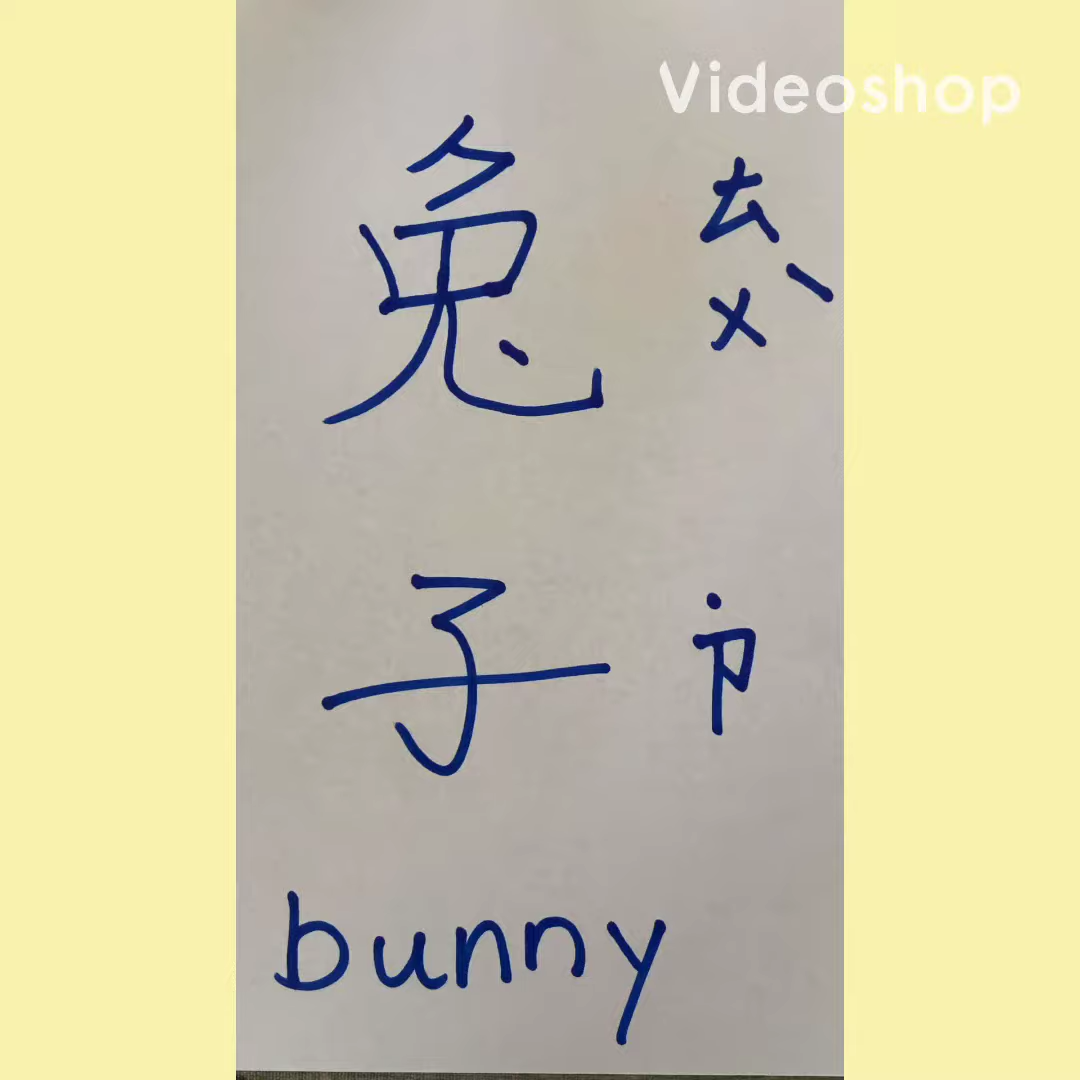 Videoshop
兔 ㄊㄨˋ
子 ˙ㄗ
bunny